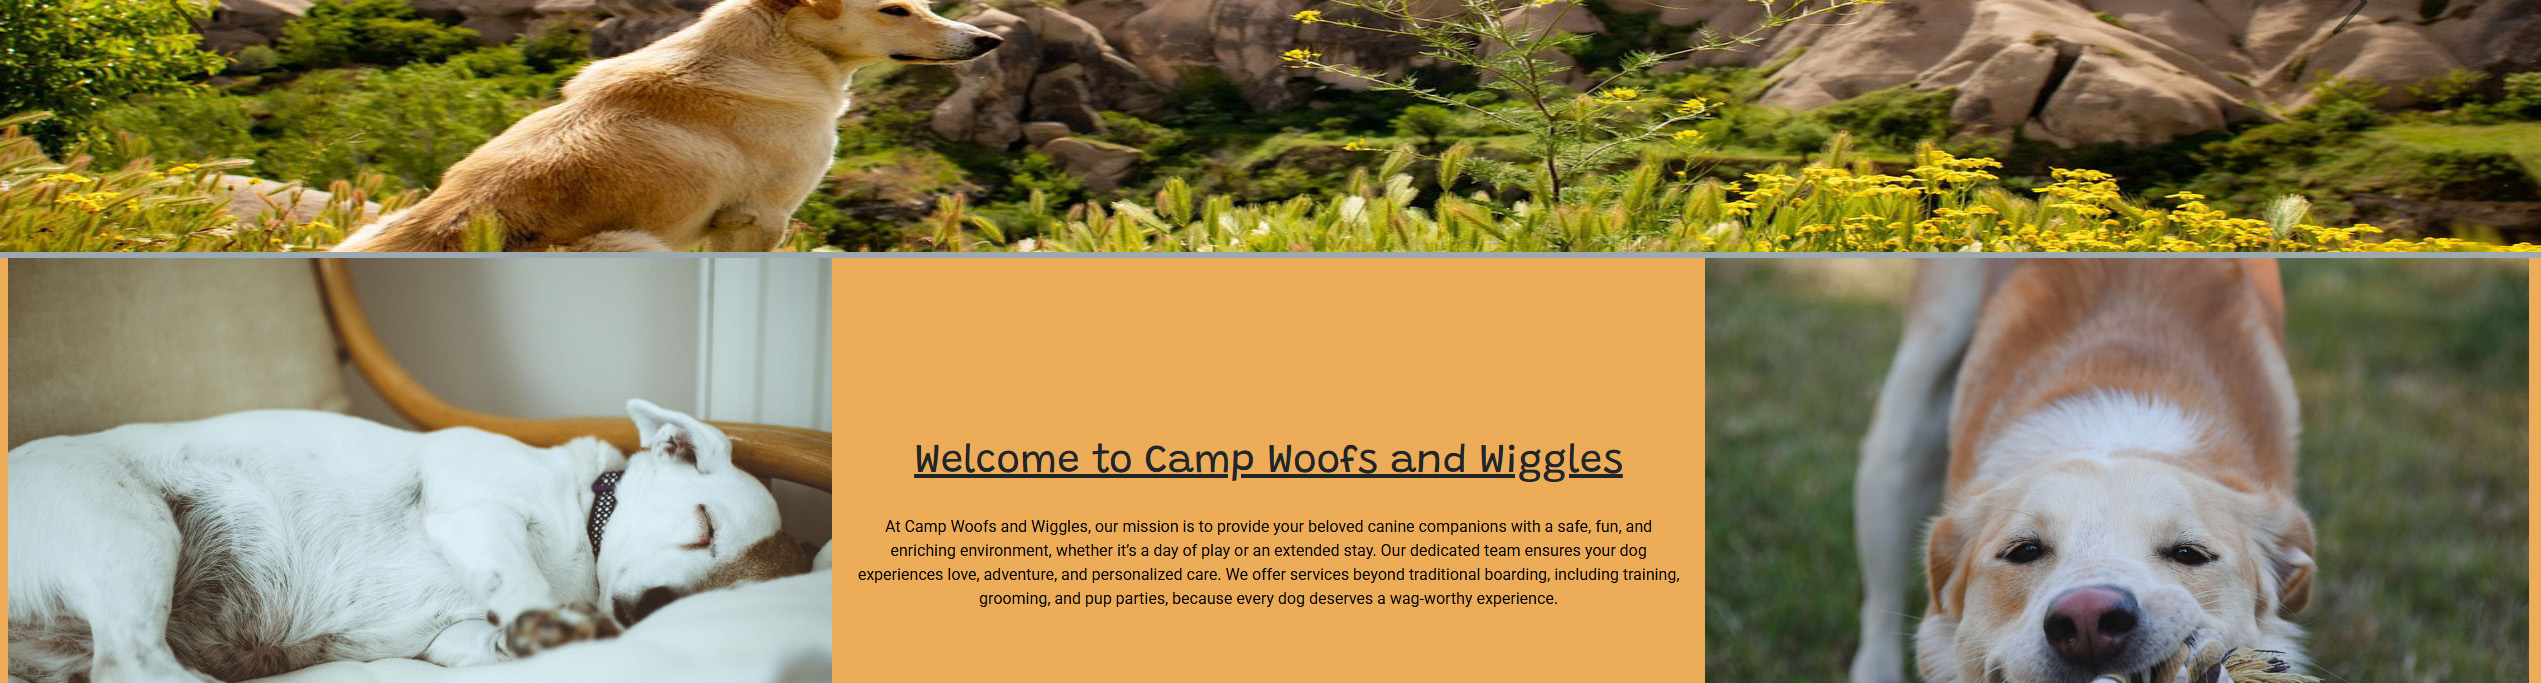 Welcome to Camp Woofs and Wiggles
At Camp Woofs and Wiggles, our mission is to provide your beloved canine companions with a safe, fun, and
enriching environment, whether it's a day of play or an extended stay. Our dedicated team ensures your dog
experiences love, adventure, and personalized care. We offer services beyond traditional boarding, including training,
grooming, and pup parties, because every dog deserves a wag-worthy experience.